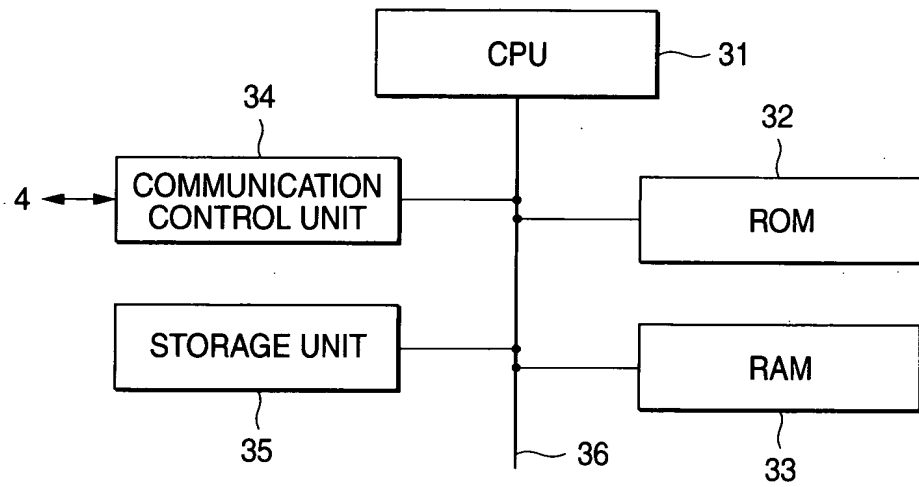 CPU
31
34
32
4
COMMUNICATION
CONTROL UNIT
ROM
STORAGE UNIT
RAM
35
36
33